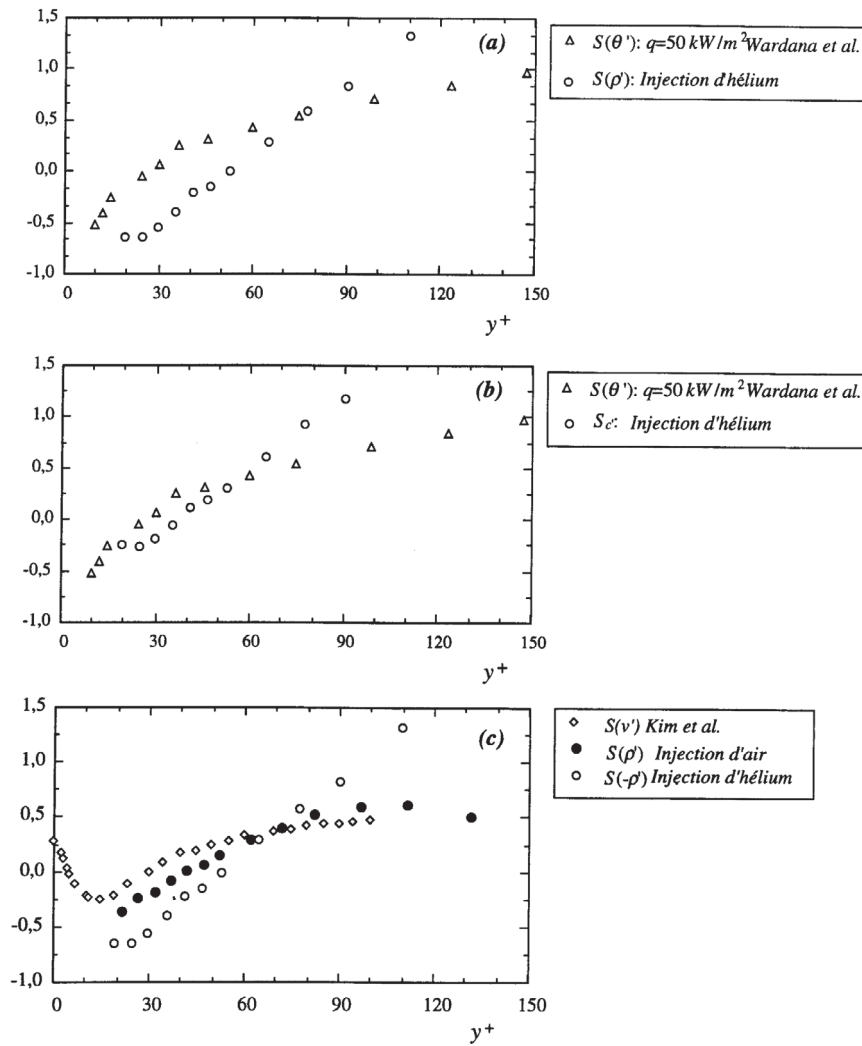 (a)
1,5
1,0
0,5
0,0
-0,5
-1,0
0 30 60 90 120 150
y+
S(θ'): q=50 kW/m² Wardana et al.
S(ρ'): Injection d'hélium
(b)
1,5
1,0
0,5
0,0
-0,5
-1,0
0 30 60 90 120 150
y+
S(θ'): q=50 kW/m² Wardana et al.
Sc': Injection d'hélium
(c)
1,5
1,0
0,5
0,0
-0,5
-1,0
0 30 60 90 120 150
y+
S(v') Kim et al.
S(ρ') Injection d'air
S(-ρ') Injection d'hélium